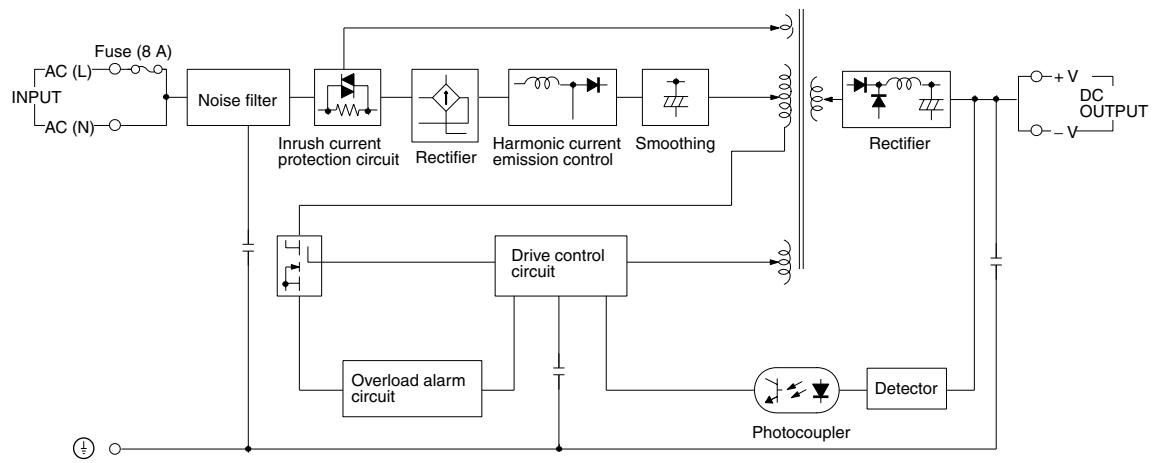 Fuse (8 A)
AC (L)
INPUT
AC (N)
Noise filter
Inrush current
protection circuit
Rectifier
Harmonic current
emission control
Smoothing
Rectifier
+ V
DC
OUTPUT
– V
Drive control
circuit
Overload alarm
circuit
Photocoupler
Detector